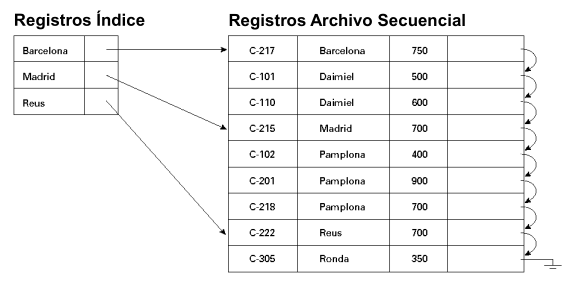 Registros Índice
Registros Archivo Secuencial
Barcelona
Madrid
Reus
C-217 Barcelona 750
C-101 Daimiel 500
C-110 Daimiel 600
C-215 Madrid 700
C-102 Pamplona 400
C-201 Pamplona 900
C-218 Pamplona 700
C-222 Reus 700
C-305 Ronda 350